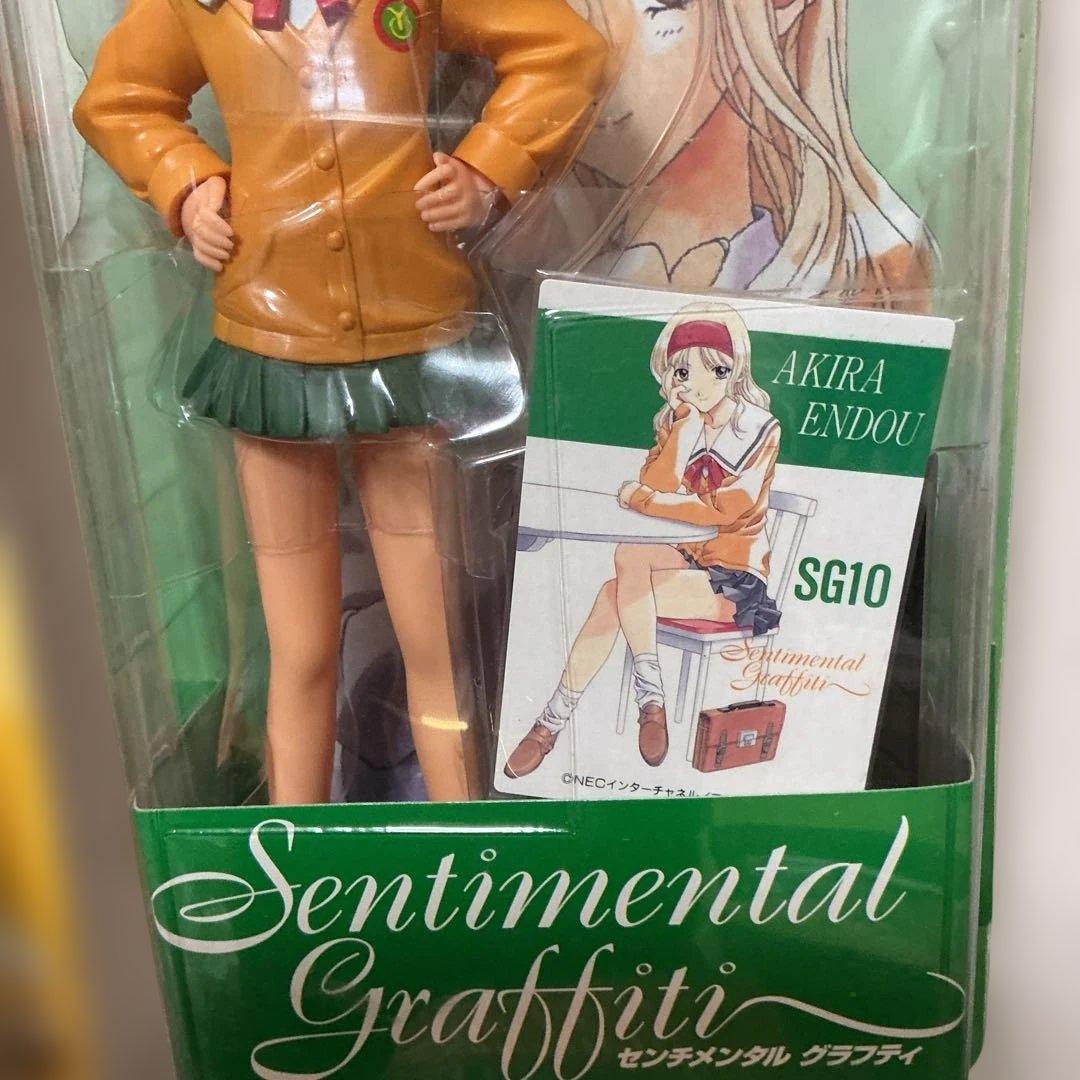 AKIRA
ENDOU
SG10
Sentimental
Graffiti
©NECインターチャネル
Sentimental
Graffiti
センチメンタル グラフティ